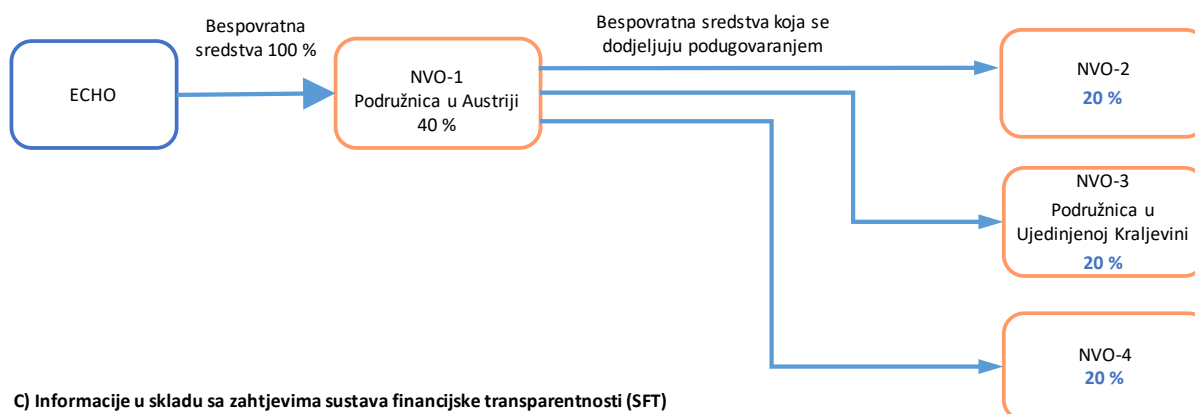 Bespovratna
sredstva 100 %
Bespovratna sredstva koja se
dodjeljuju podugovaranjem
ECHO
NVO-1
Podružnica u Austriji
40 %
NVO-2
20 %
NVO-3
Podružnica u
Ujedinjenoj Kraljevini
20 %
NVO-4
20 %
C) Informacije u skladu sa zahtjevima sustava financijske transparentnosti (SFT)